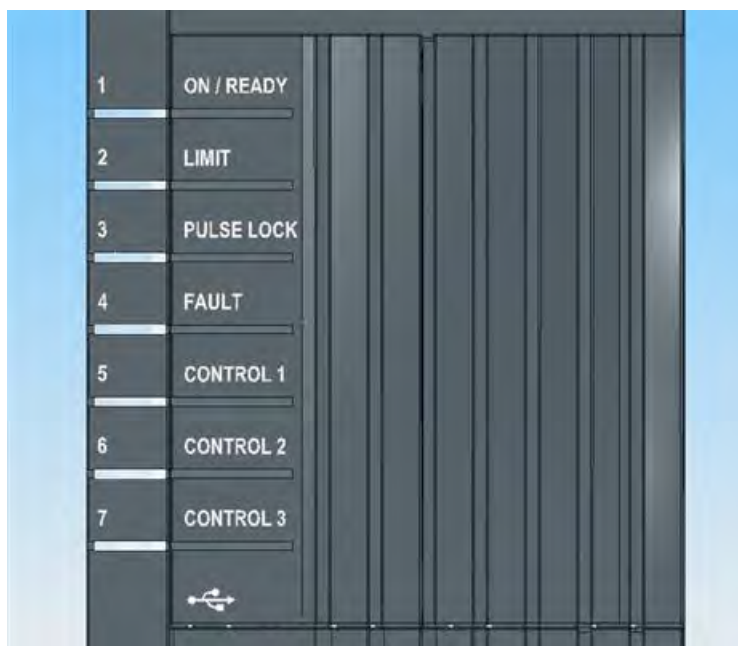 1 ON / READY
2 LIMIT
3 PULSE LOCK
4 FAULT
5 CONTROL 1
6 CONTROL 2
7 CONTROL 3